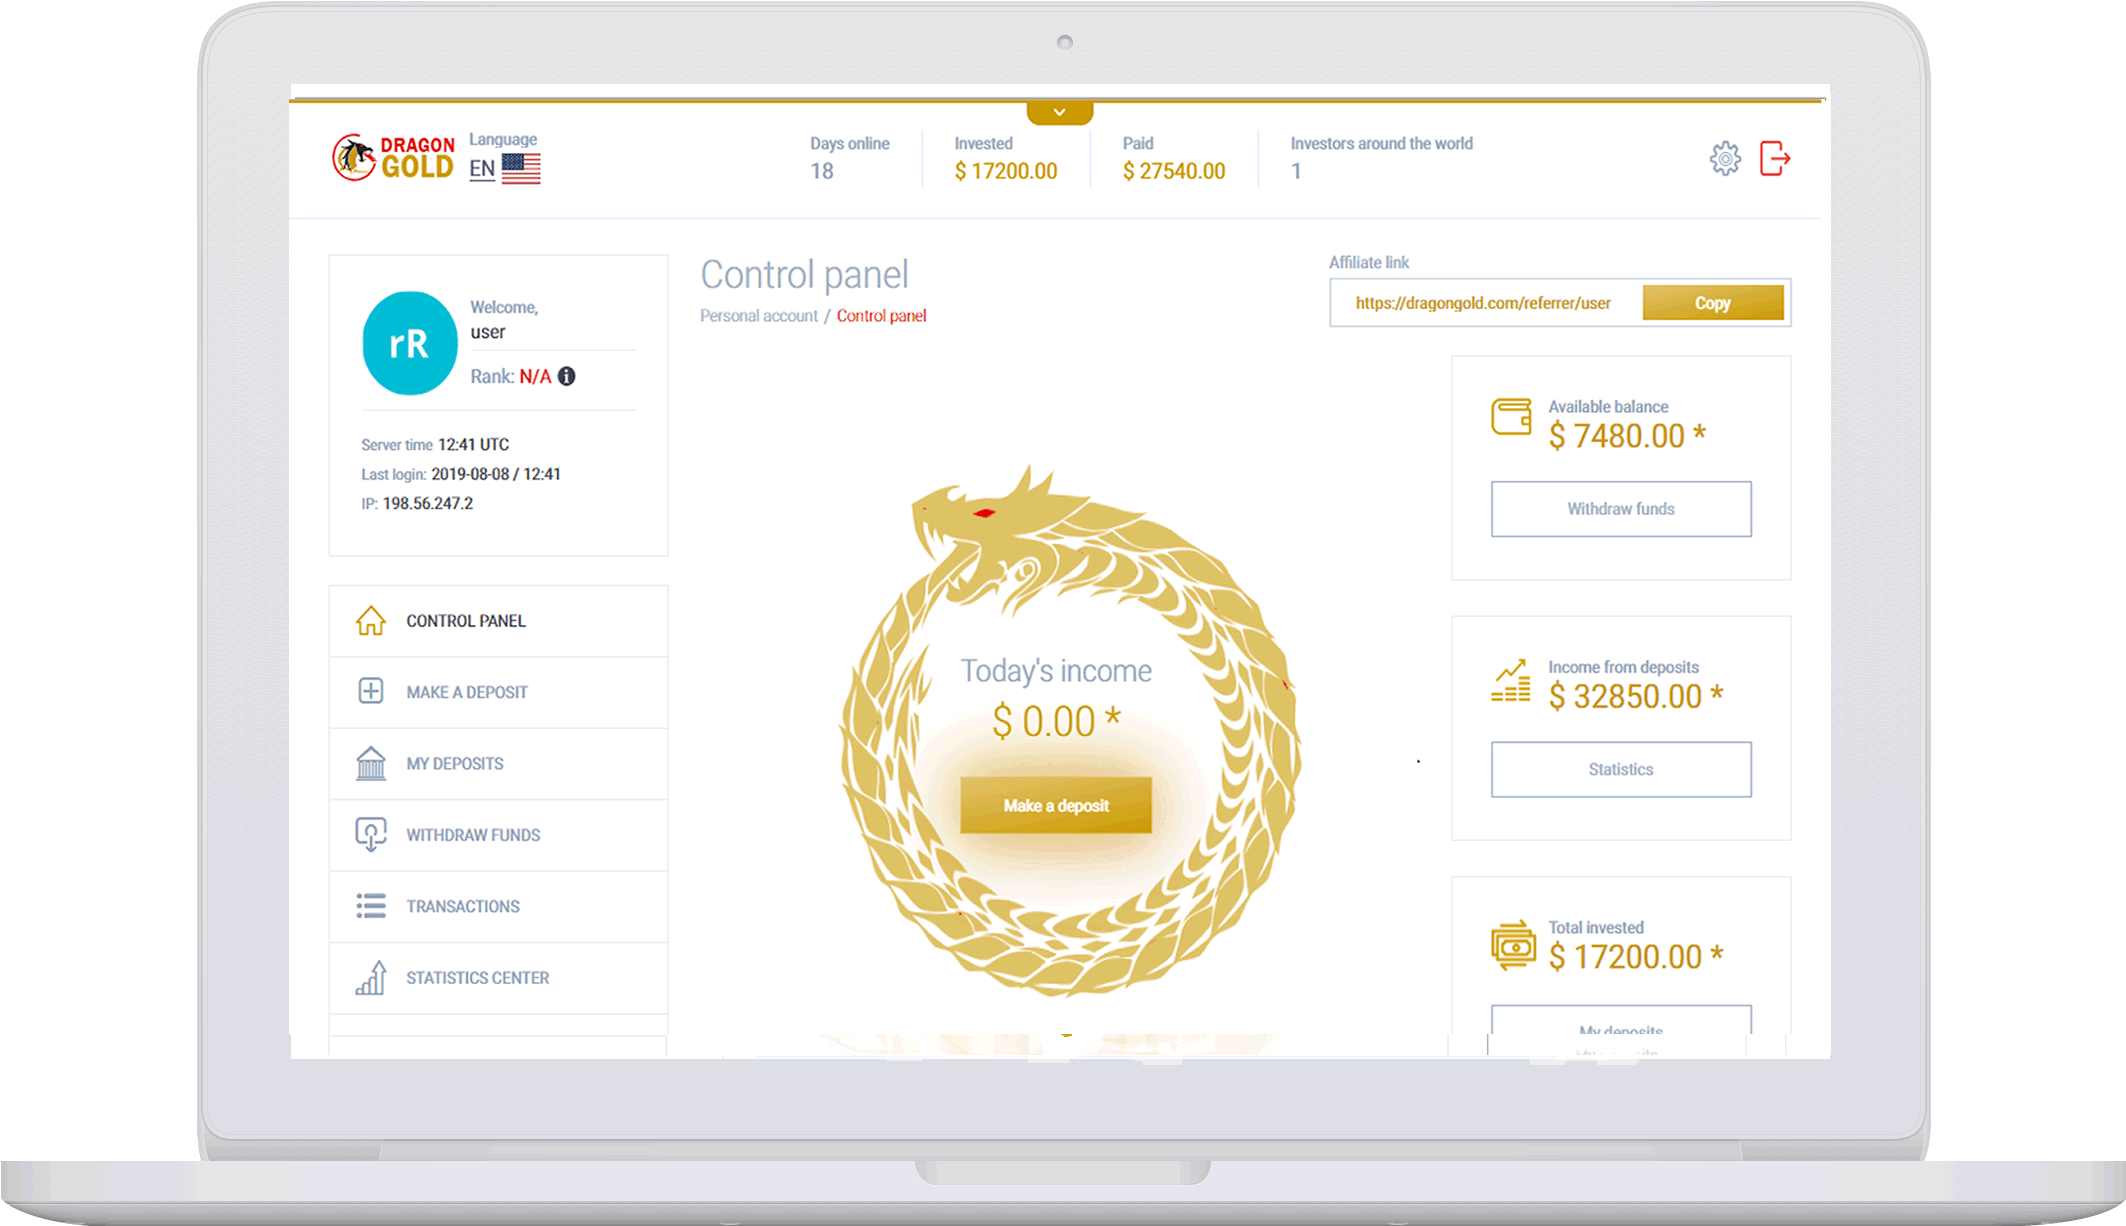 DRAGON
GOLD
Language
EN
Days online
18
Invested
$ 17200.00
Paid
$ 27540.00
Investors around the world
1
rR
Welcome,
user
Rank: N/A
Server time 12:41 UTC
Last login: 2019-08-08 / 12:41
IP: 198.56.247.2
CONTROL PANEL
MAKE A DEPOSIT
MY DEPOSITS
WITHDRAW FUNDS
TRANSACTIONS
STATISTICS CENTER
Control panel
Personal account / Control panel
Today's income
$ 0.00 *
Make a deposit
Affiliate link
https://dragongold.com/referrer/user
Copy
Available balance
$ 7480.00 *
Withdraw funds
Income from deposits
$ 32850.00 *
Statistics
Total invested
$ 17200.00 *
My deposits